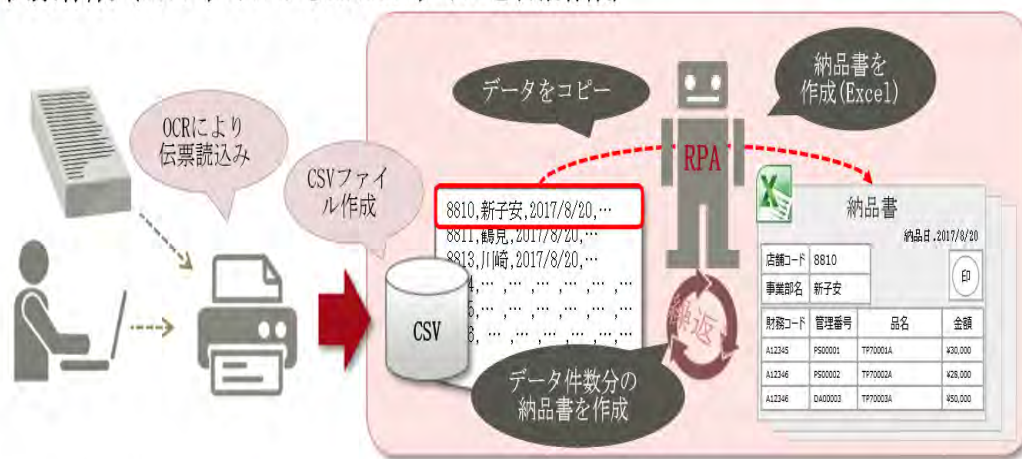 OCRにより
伝票読込み
CSVファイ
ル作成
データをコピー
RPA
納品書を
作成(Excel)
8810,新子安,2017/8/20,…
8811,鶴見,2017/8/20,…
8813,川崎,2017/8/20,…
4,… ,… ,… ,… ,… ,…
5,… ,… ,… ,… ,… ,…
6, … ,… ,… ,… ,… ,…
CSV
繰返
データ件数分の
納品書を作成
納品書
納品日.2017/8/20
店舗コード 8810
事業部名 新子安
印
財務コード 管理番号 品名 金額
A12345 PS00001 TP70001A ¥30,000
A12346 PS00002 TP70002A ¥28,000
A12346 DA00003 TP70003A ¥50,000